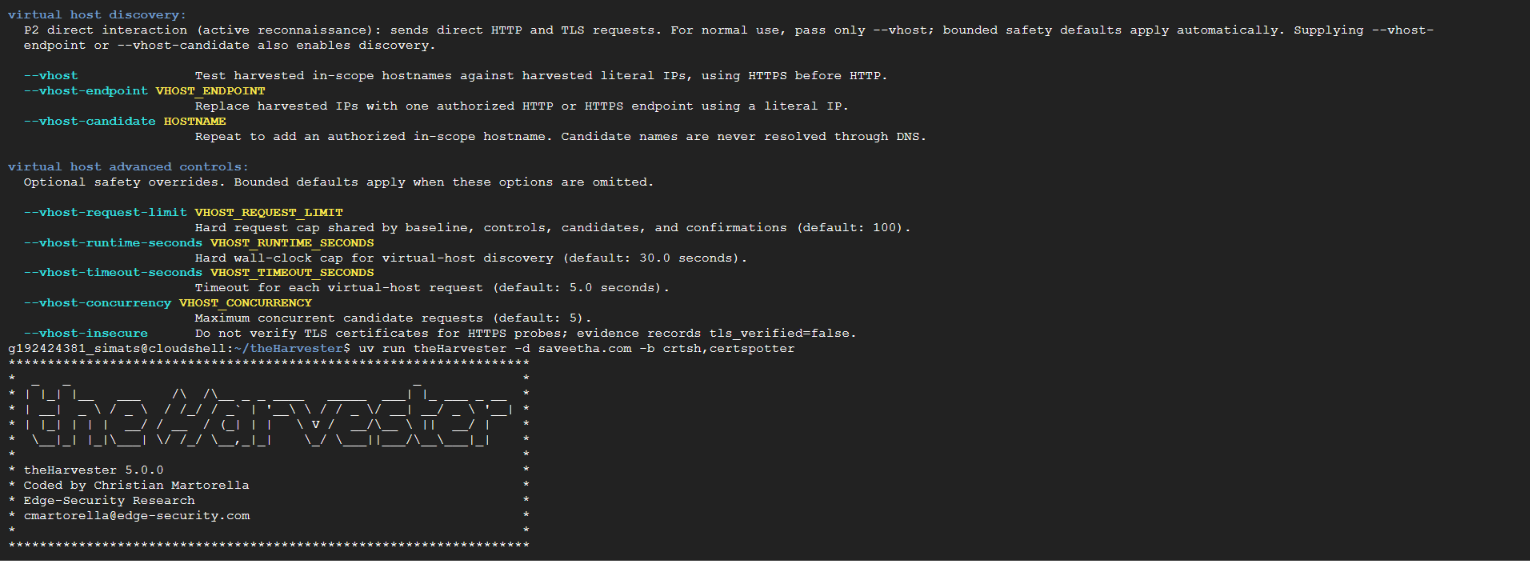 virtual host discovery:
P2 direct interaction (active reconnaissance): sends direct HTTP and TLS requests. For normal use, pass only --vhost; bounded safety defaults apply automatically. Supplying --vhost-
endpoint or --vhost-candidate also enables discovery.
--vhost Test harvested in-scope hostnames against harvested literal IPs, using HTTPS before HTTP.
--vhost-endpoint VHOST_ENDPOINT
Replace harvested IPs with one authorized HTTP or HTTPS endpoint using a literal IP.
--vhost-candidate HOSTNAME
Repeat to add an authorized in-scope hostname. Candidate names are never resolved through DNS.
virtual host advanced controls:
Optional safety overrides. Bounded defaults apply when these options are omitted.
--vhost-request-limit VHOST_REQUEST_LIMIT
Hard request cap shared by baseline, controls, candidates, and confirmations (default: 100).
--vhost-runtime-seconds VHOST_RUNTIME_SECONDS
Hard wall-clock cap for virtual-host discovery (default: 30.0 seconds).
--vhost-timeout-seconds VHOST_TIMEOUT_SECONDS
Timeout for each virtual-host request (default: 5.0 seconds).
--vhost-concurrency VHOST_CONCURRENCY
Maximum concurrent candidate requests (default: 5).
--vhost-insecure Do not verify TLS certificates for HTTPS probes; evidence records tls_verified=false.
g192424381_simats@cloudshell:~/theHarvester$ uv run theHarvester -d saveetha.com -b crtsh,certspotter
*******************************************************************
theHarvester
* theHarvester 5.0.0 *
* Coded by Christian Martorella *
* Edge-Security Research *
* cmartorella@edge-security.com *
* *
*******************************************************************